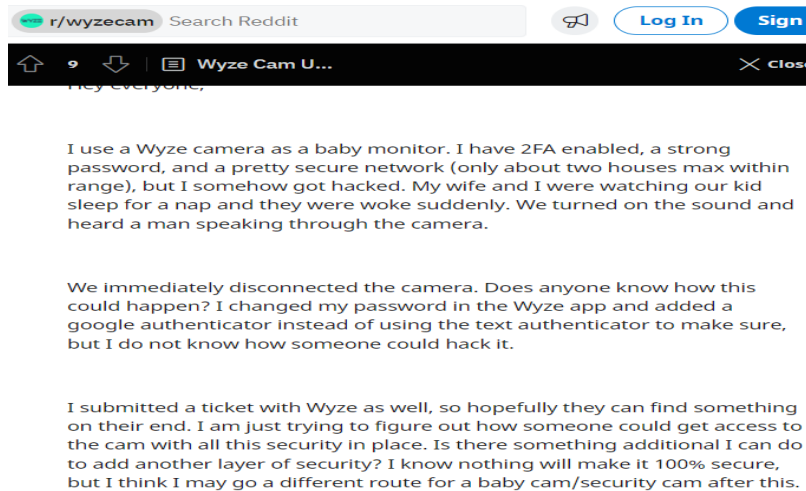 r/wyzecam Search Reddit Log In Sign
9 Wyze Cam U... Clos
Hey everyone,
I use a Wyze camera as a baby monitor. I have 2FA enabled, a strong
password, and a pretty secure network (only about two houses max within
range), but I somehow got hacked. My wife and I were watching our kid
sleep for a nap and they were woke suddenly. We turned on the sound and
heard a man speaking through the camera.
We immediately disconnected the camera. Does anyone know how this
could happen? I changed my password in the Wyze app and added a
google authenticator instead of using the text authenticator to make sure,
but I do not know how someone could hack it.
I submitted a ticket with Wyze as well, so hopefully they can find something
on their end. I am just trying to figure out how someone could get access to
the cam with all this security in place. Is there something additional I can do
to add another layer of security? I know nothing will make it 100% secure,
but I think I may go a different route for a baby cam/security cam after this.